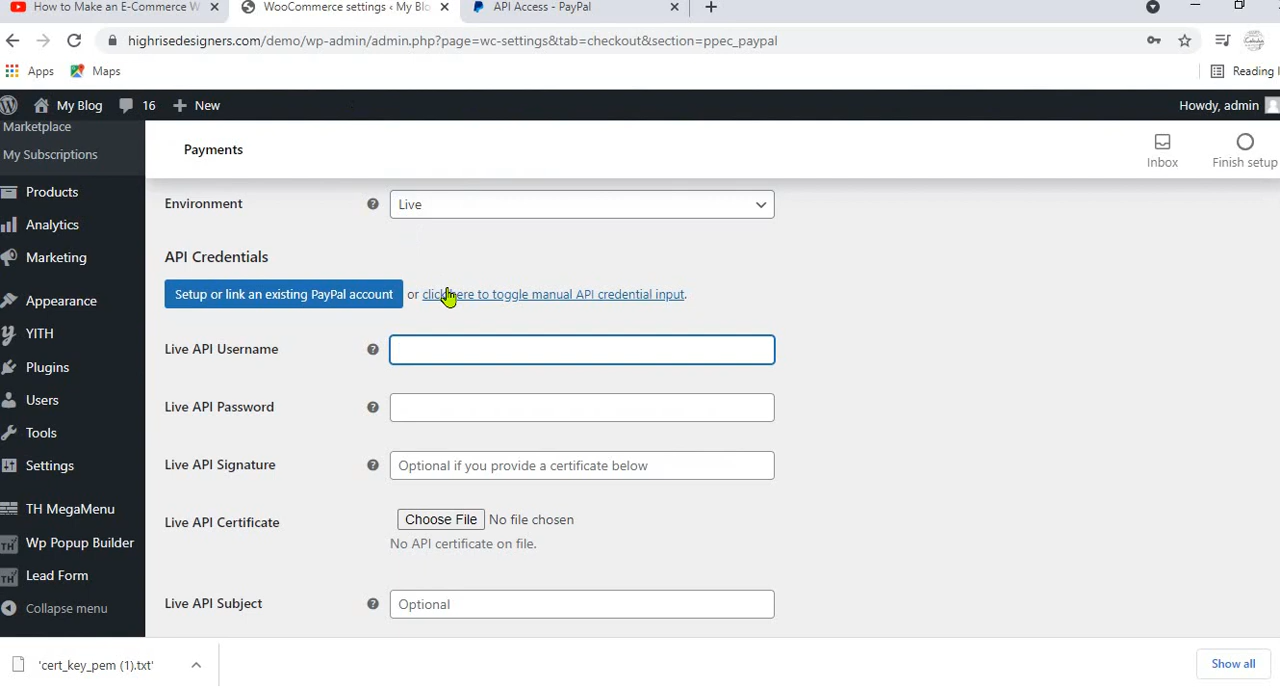 How to Make an E-Commerce W
WooCommerce settings ‹ My Blo
API Access - PayPal
highrisedesigners.com/demo/wp-admin/admin.php?page=wc-settings&tab=checkout&section=ppec_paypal
Apps Maps Reading l
My Blog 16 New Howdy, admin
Marketplace
My Subscriptions
Products
Analytics
Marketing
Appearance
YITH
Plugins
Users
Tools
Settings
TH MegaMenu
Wp Popup Builder
Lead Form
Collapse menu
Payments
Inbox
Finish setup
Environment Live
API Credentials
Setup or link an existing PayPal account or click here to toggle manual API credential input.
Live API Username
Live API Password
Live API Signature Optional if you provide a certificate below
Live API Certificate Choose File No file chosen
No API certificate on file.
Live API Subject Optional
'cert_key_pem (1).txt' Show all